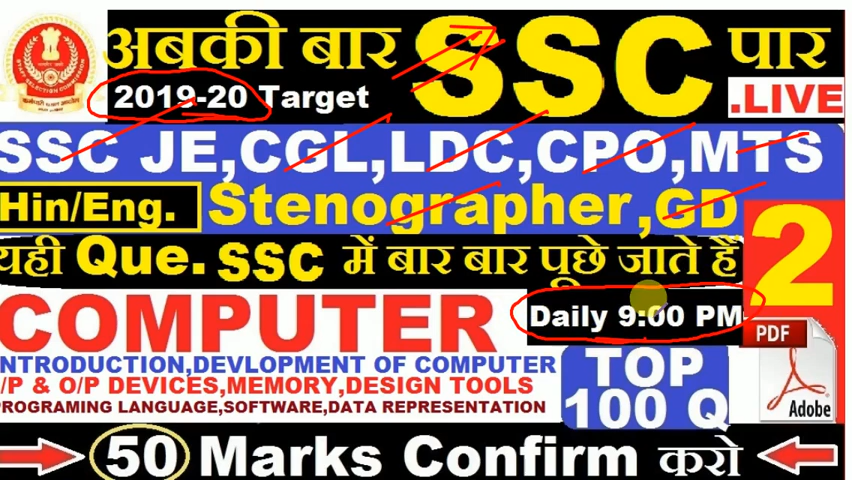 अबकी बार SSC पार
2019-20 Target
.LIVE
SSC JE,CGL,LDC,CPO,MTS
Hin/Eng. Stenographer,GD
यही Que. SSC में बार बार पूछे जाते हैं
2
COMPUTER
Daily 9:00 PM
PDF
NTRODUCTION,DEVLOPMENT OF COMPUTER
/P & O/P DEVICES,MEMORY,DESIGN TOOLS
PROGRAMING LANGUAGE,SOFTWARE,DATA REPRESENTATION
TOP
100 Q
Adobe
50 Marks Confirm करो